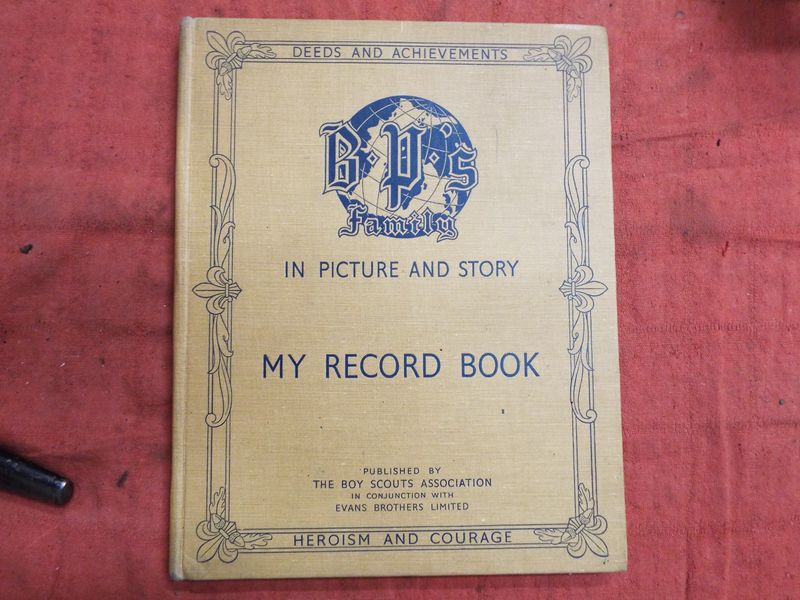 DEEDS AND ACHIEVEMENTS
B·P·'s
Family
IN PICTURE AND STORY
MY RECORD BOOK
PUBLISHED BY
THE BOY SCOUTS ASSOCIATION
IN CONJUNCTION WITH
EVANS BROTHERS LIMITED
HEROISM AND COURAGE